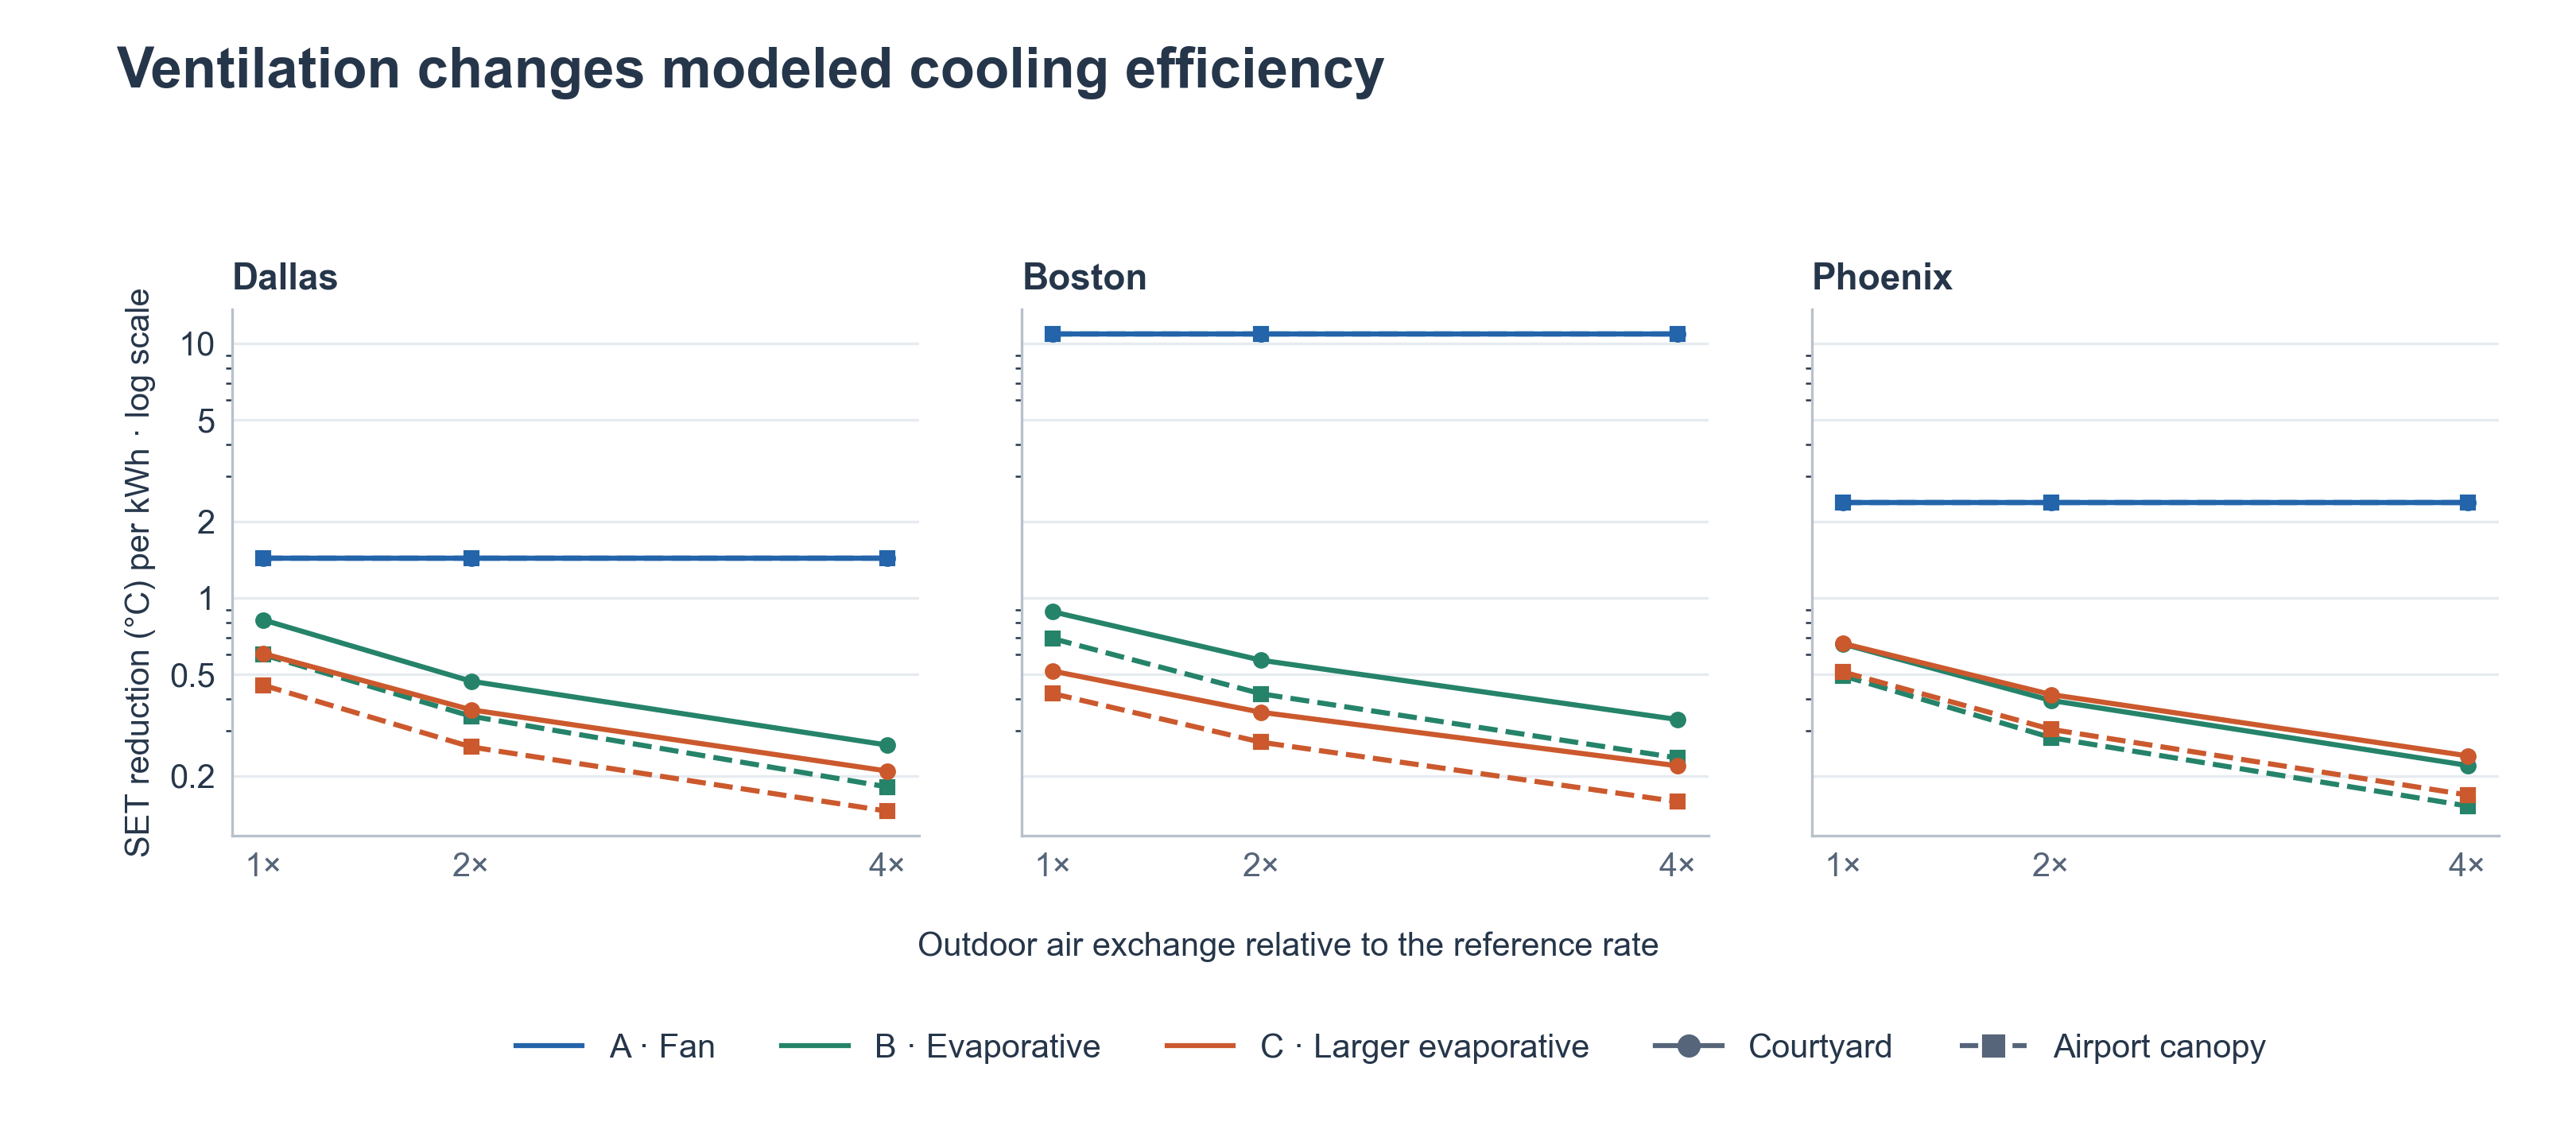 Ventilation changes modeled cooling efficiency
Dallas
Boston
Phoenix
SET reduction (°C) per kWh · log scale
10
5
2
1
0.5
0.2
1× 2× 4×
1× 2× 4×
1× 2× 4×
Outdoor air exchange relative to the reference rate
A · Fan
B · Evaporative
C · Larger evaporative
Courtyard
Airport canopy